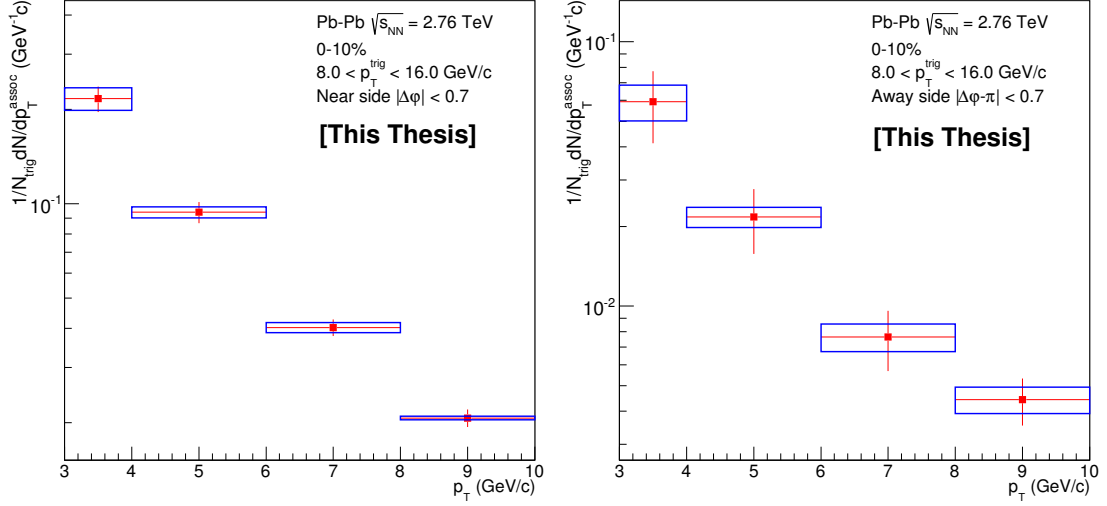 Pb-Pb √s_NN = 2.76 TeV
0-10%
8.0 < p_T^trig < 16.0 GeV/c
Near side |Δφ| < 0.7
[This Thesis]
1/N_trig dN/dp_T^assoc (GeV⁻¹c)
10⁻¹
3 4 5 6 7 8 9 10
p_T (GeV/c)
Pb-Pb √s_NN = 2.76 TeV
0-10%
8.0 < p_T^trig < 16.0 GeV/c
Away side |Δφ-π| < 0.7
[This Thesis]
1/N_trig dN/dp_T^assoc (GeV⁻¹c)
10⁻¹
10⁻²
3 4 5 6 7 8 9 10
p_T (GeV/c)